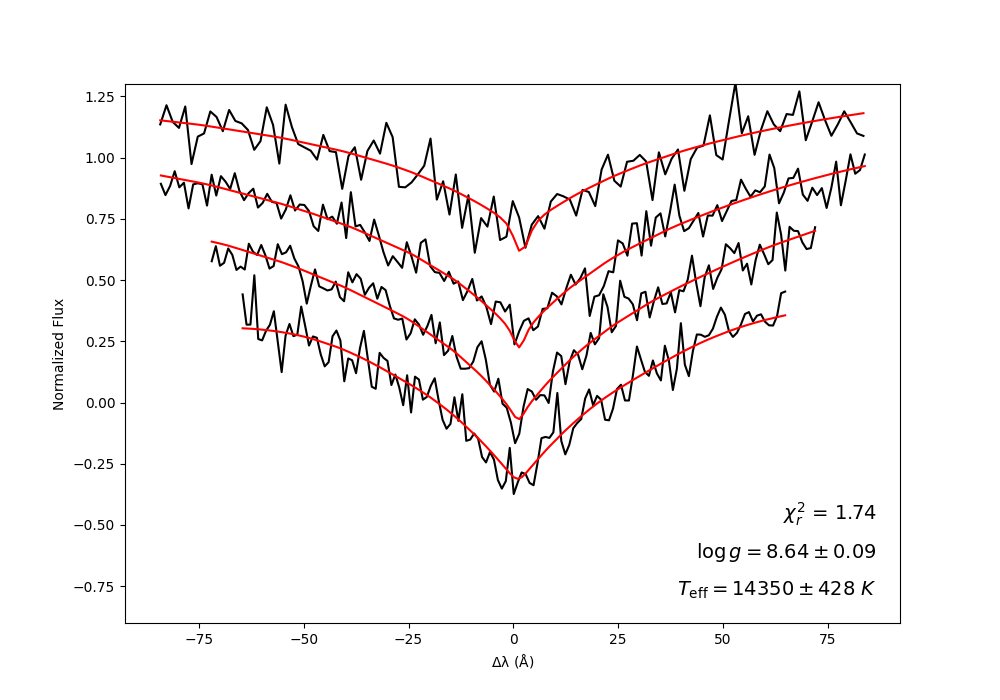 1.25
1.00
0.75
0.50
0.25
0.00
−0.25
−0.50
−0.75
Normalized Flux
χ²ᵣ = 1.74
log g = 8.64 ± 0.09
T_eff = 14350 ± 428 K
−75 −50 −25 0 25 50 75
Δλ (Å)